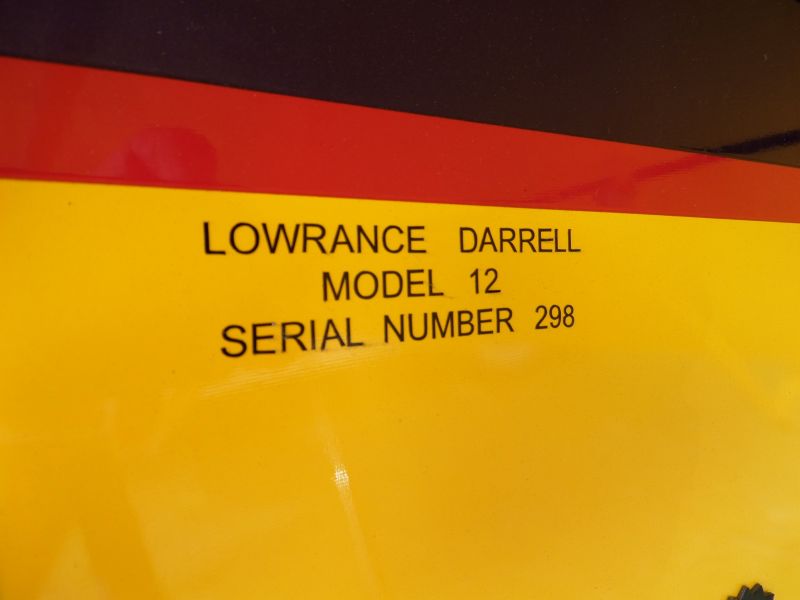 LOWRANCE DARRELL
MODEL 12
SERIAL NUMBER 298